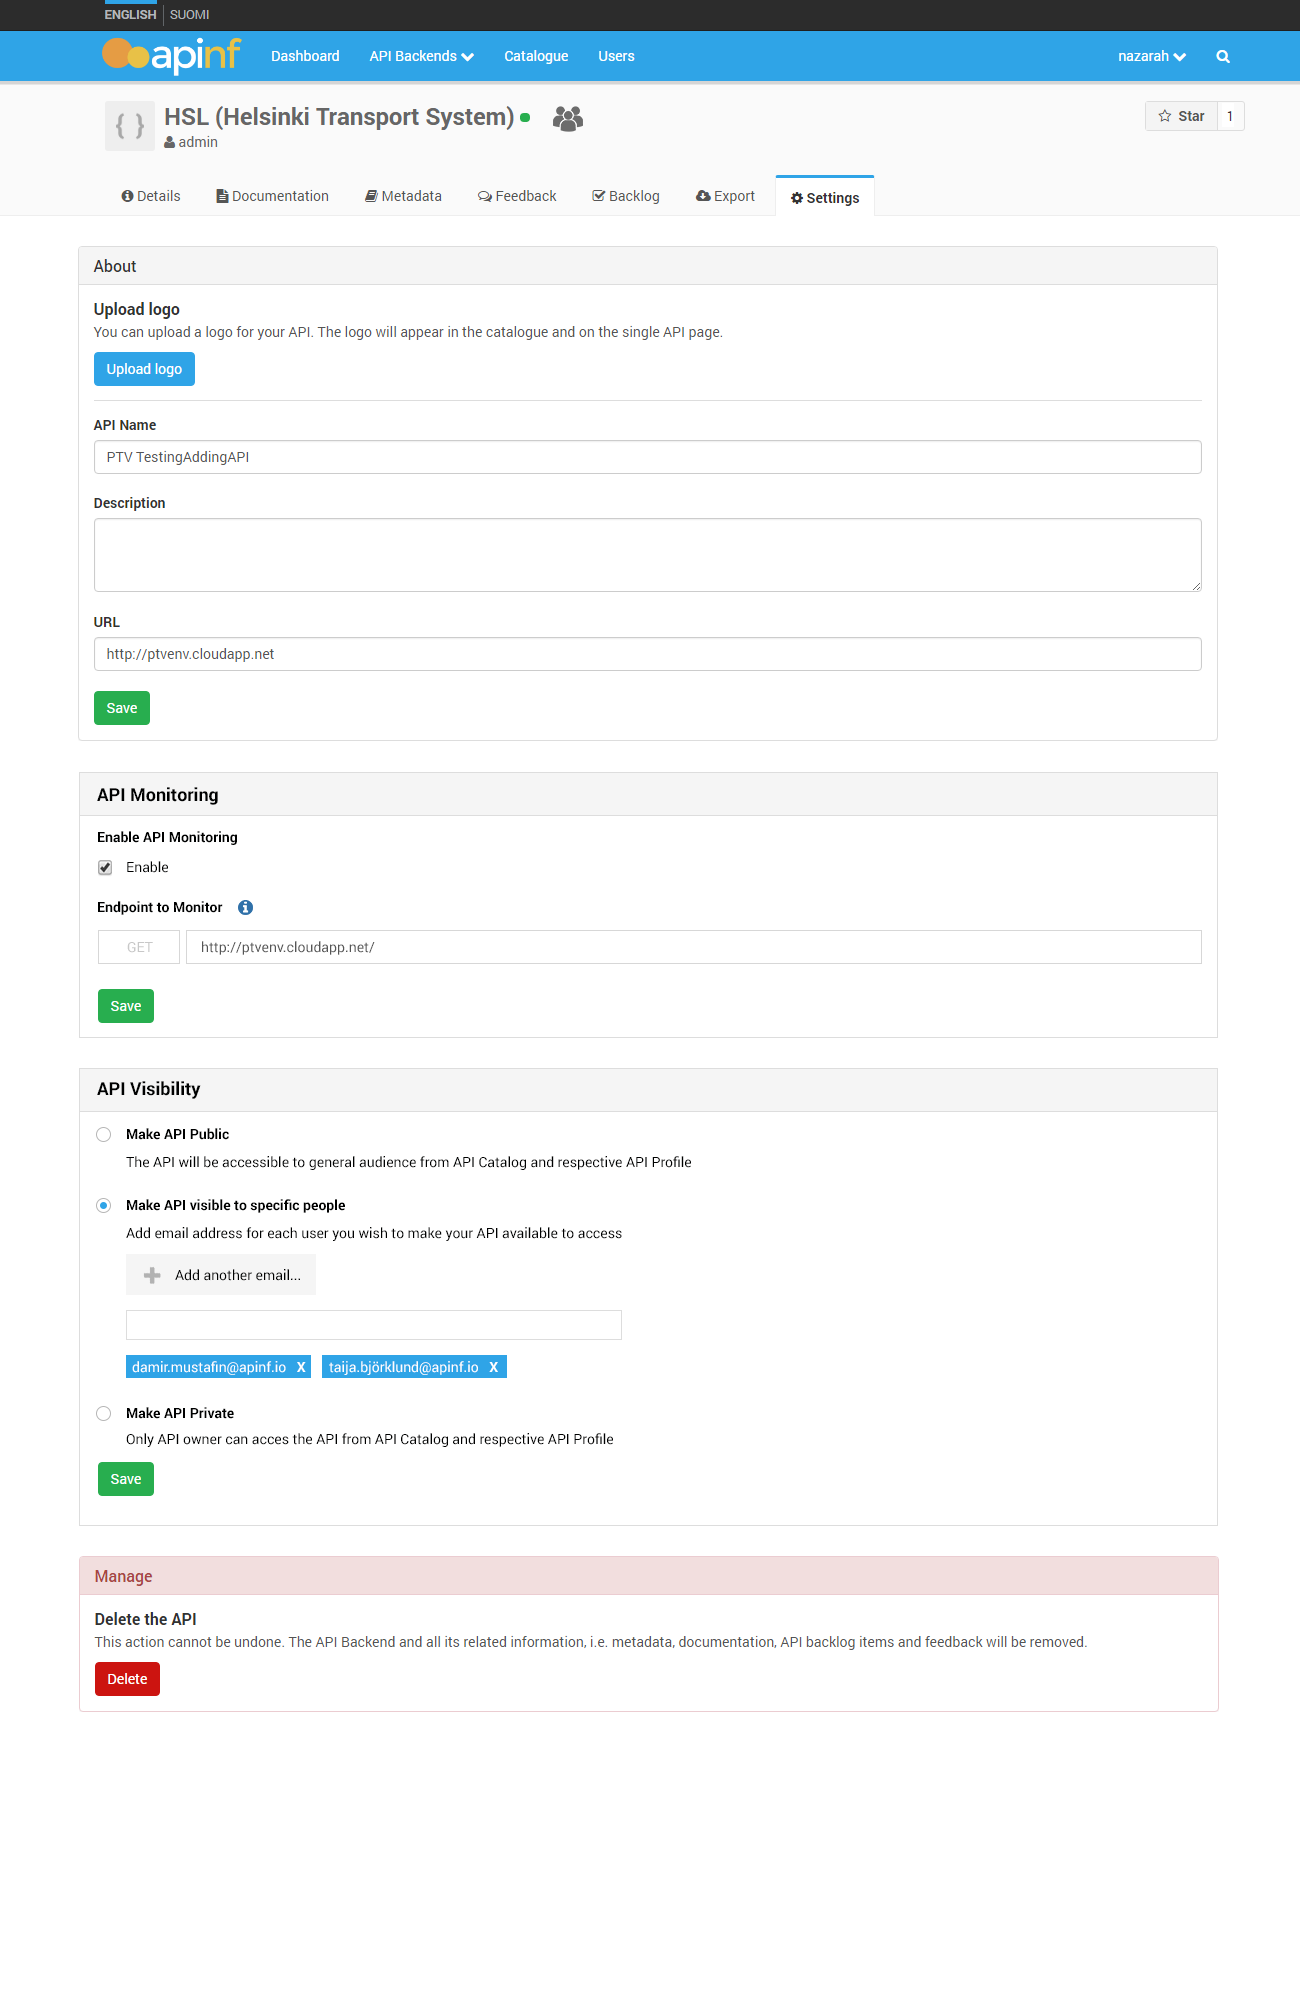 ENGLISH SUOMI
apinf Dashboard API Backends Catalogue Users nazarah
{ } HSL (Helsinki Transport System) Star 1
admin
Details Documentation Metadata Feedback Backlog Export Settings
About
Upload logo
You can upload a logo for your API. The logo will appear in the catalogue and on the single API page.
Upload logo
API Name
PTV TestingAddingAPI
Description
URL
http://ptvenv.cloudapp.net
Save
API Monitoring
Enable API Monitoring
Enable
Endpoint to Monitor
GET http://ptvenv.cloudapp.net/
Save
API Visibility
Make API Public
The API will be accessible to general audience from API Catalog and respective API Profile
Make API visible to specific people
Add email address for each user you wish to make your API available to access
Add another email...
damir.mustafin@apinf.io X taija.björklund@apinf.io X
Make API Private
Only API owner can acces the API from API Catalog and respective API Profile
Save
Manage
Delete the API
This action cannot be undone. The API Backend and all its related information, i.e. metadata, documentation, API backlog items and feedback will be removed.
Delete